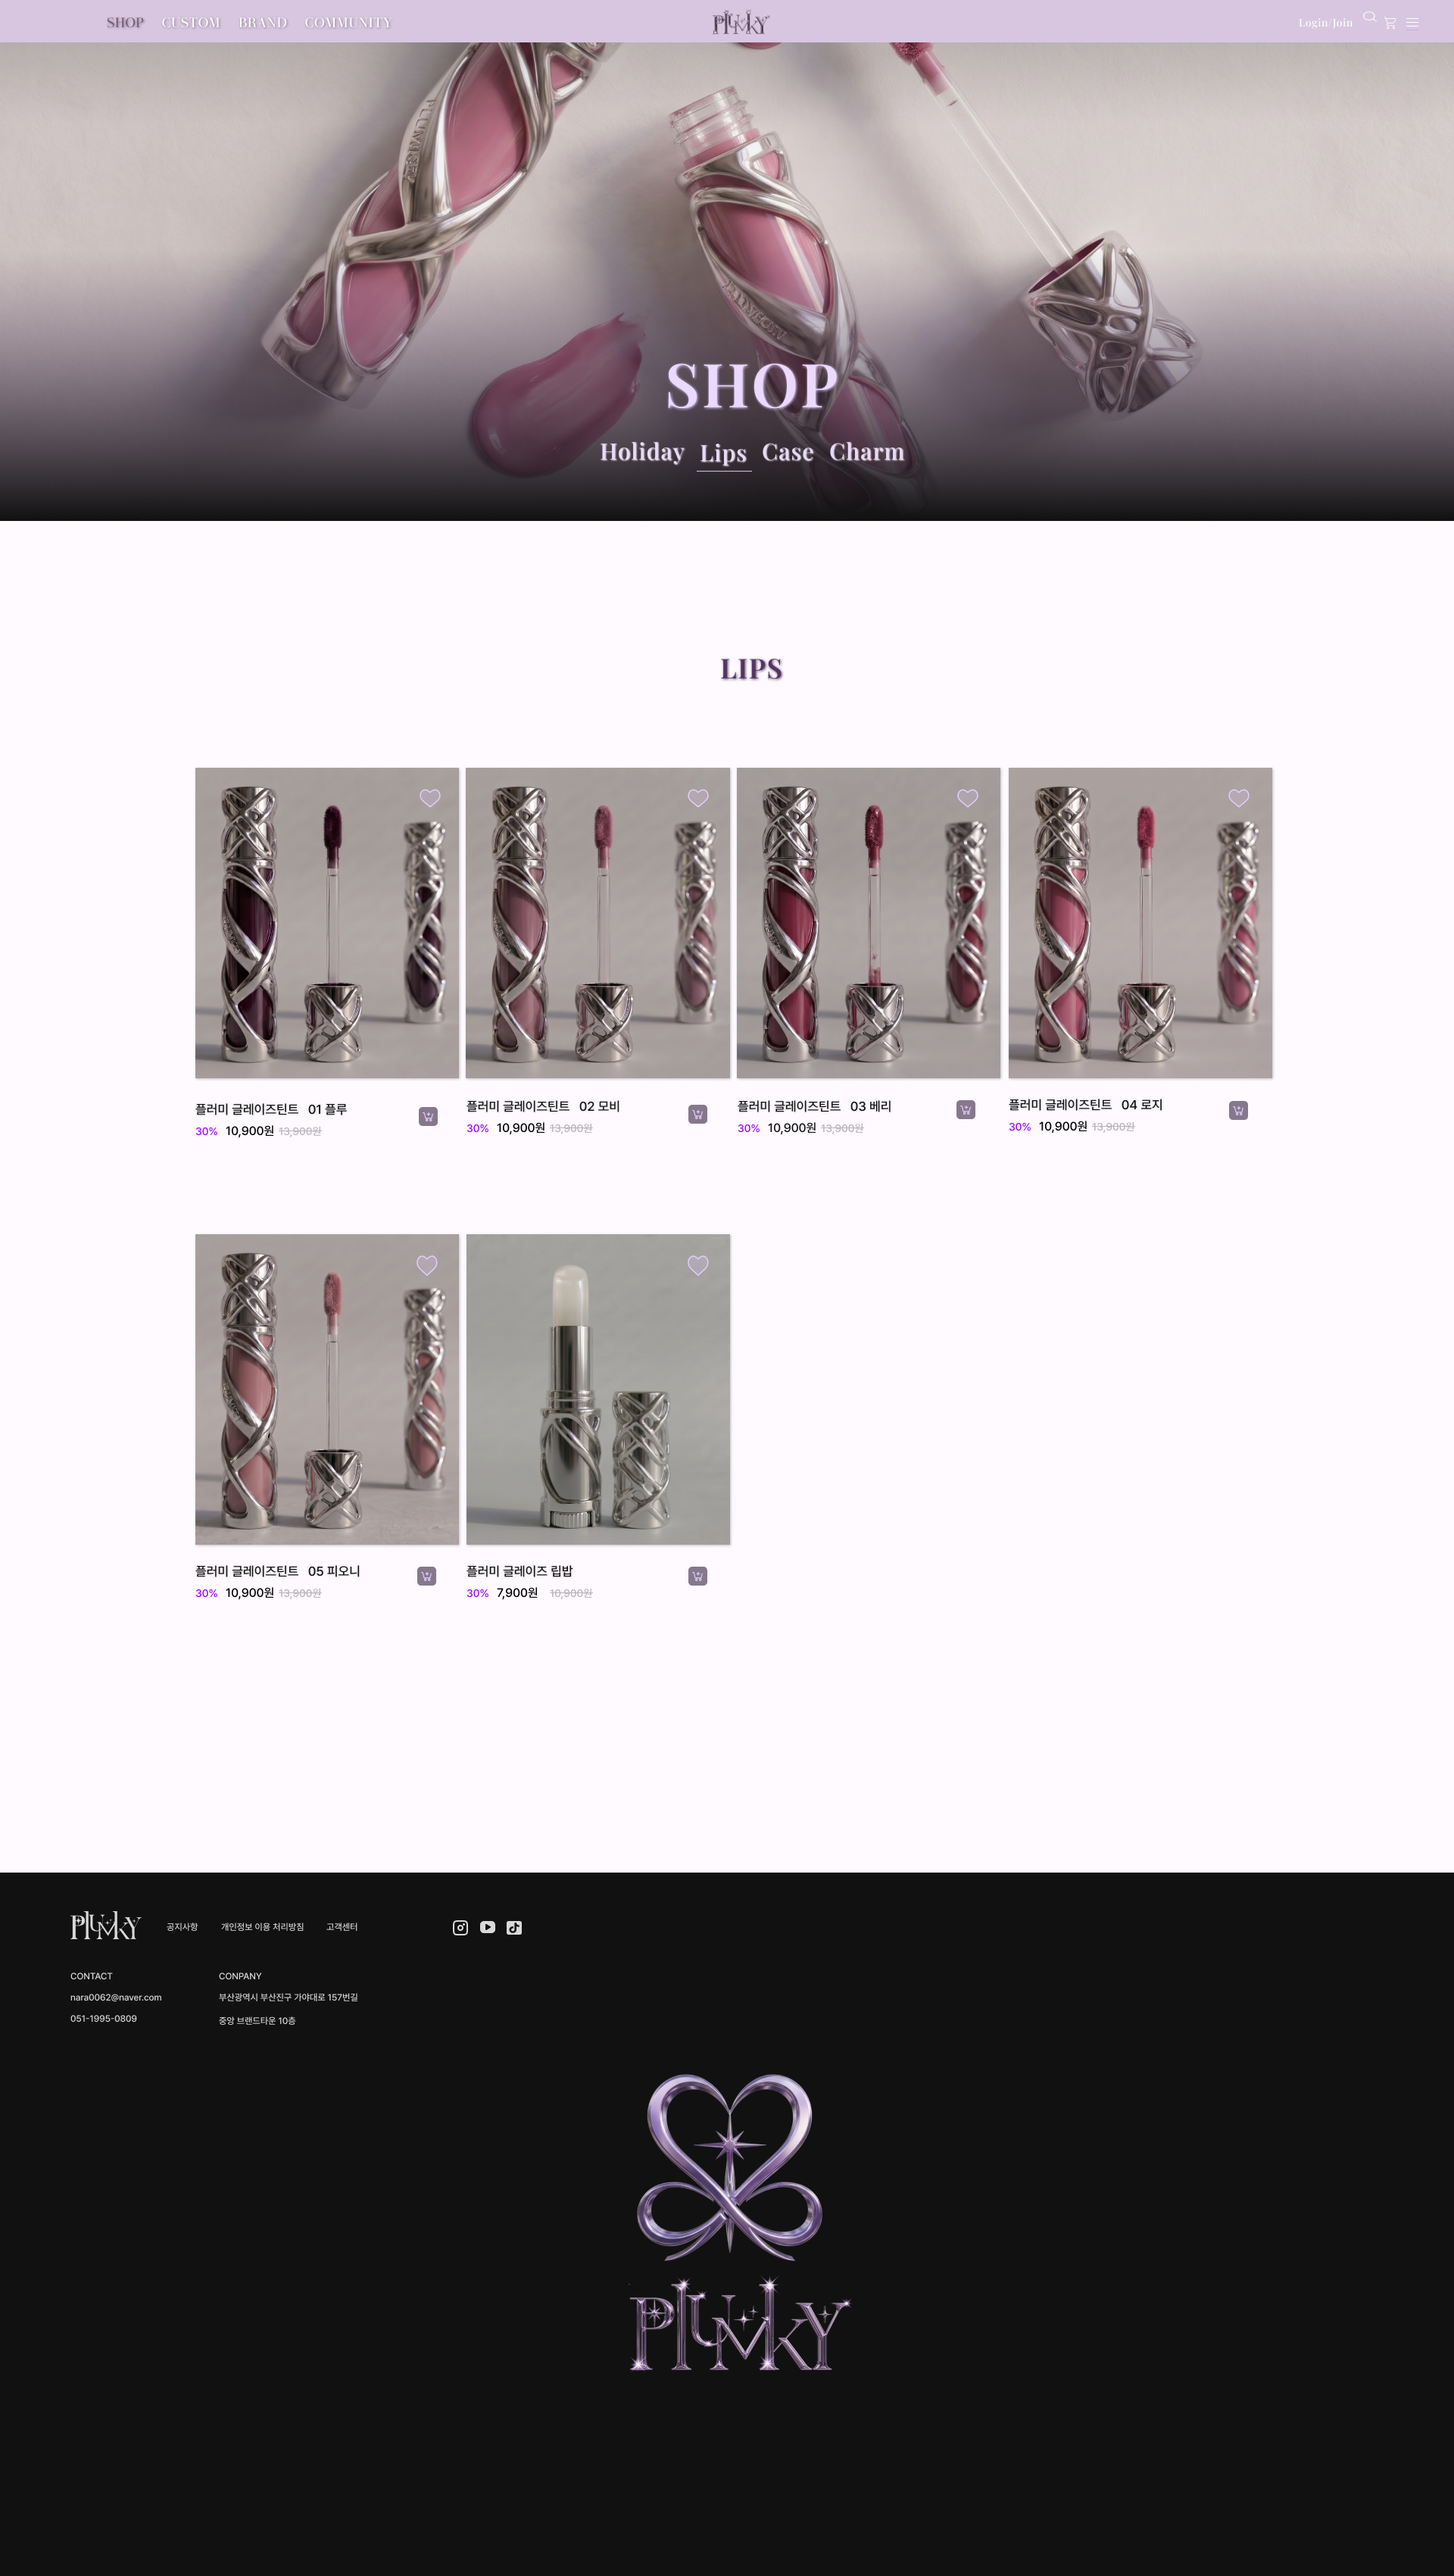 SHOP CUSTOM BRAND COMMUNITY PlUMKY Login/Join
SHOP
Holiday Lips Case Charm
LIPS
플러미 글레이즈틴트 01 플루
30% 10,900원 13,900원
플러미 글레이즈틴트 02 모비
30% 10,900원 13,900원
플러미 글레이즈틴트 03 베리
30% 10,900원 13,900원
플러미 글레이즈틴트 04 로지
30% 10,900원 13,900원
플러미 글레이즈틴트 05 피오니
30% 10,900원 13,900원
플러미 글레이즈 립밥
30% 7,900원 10,900원
PlUMKY 공지사항 개인정보 이용 처리방침 고객센터
CONTACT
nara0062@naver.com
051-1995-0809
CONPANY
부산광역시 부산진구 가야대로 157번길
중앙 브랜드타운 10층
PlUMKY